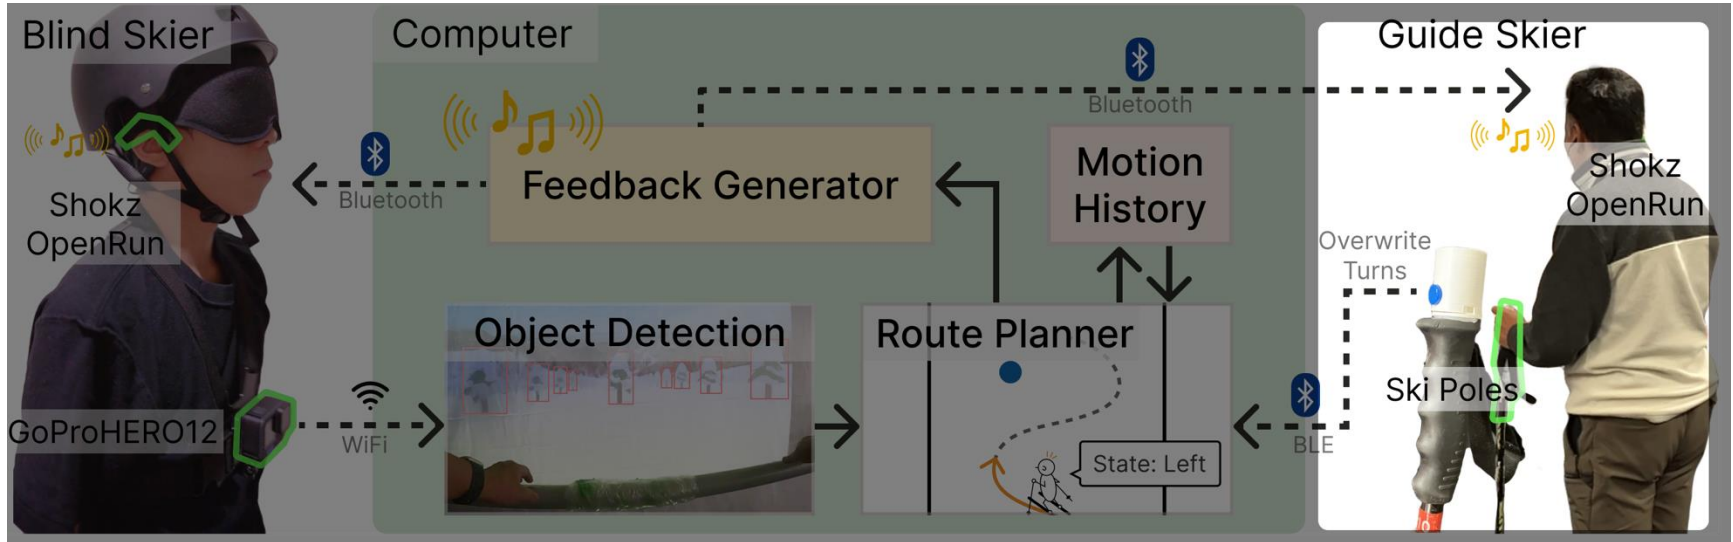 Blind Skier
Computer
Guide Skier
Bluetooth
Feedback Generator
Motion
History
Bluetooth
Shokz
OpenRun
Shokz
OpenRun
Overwrite
Turns
Object Detection
Route Planner
Ski Poles
GoProHERO12
WiFi
State: Left
BLE